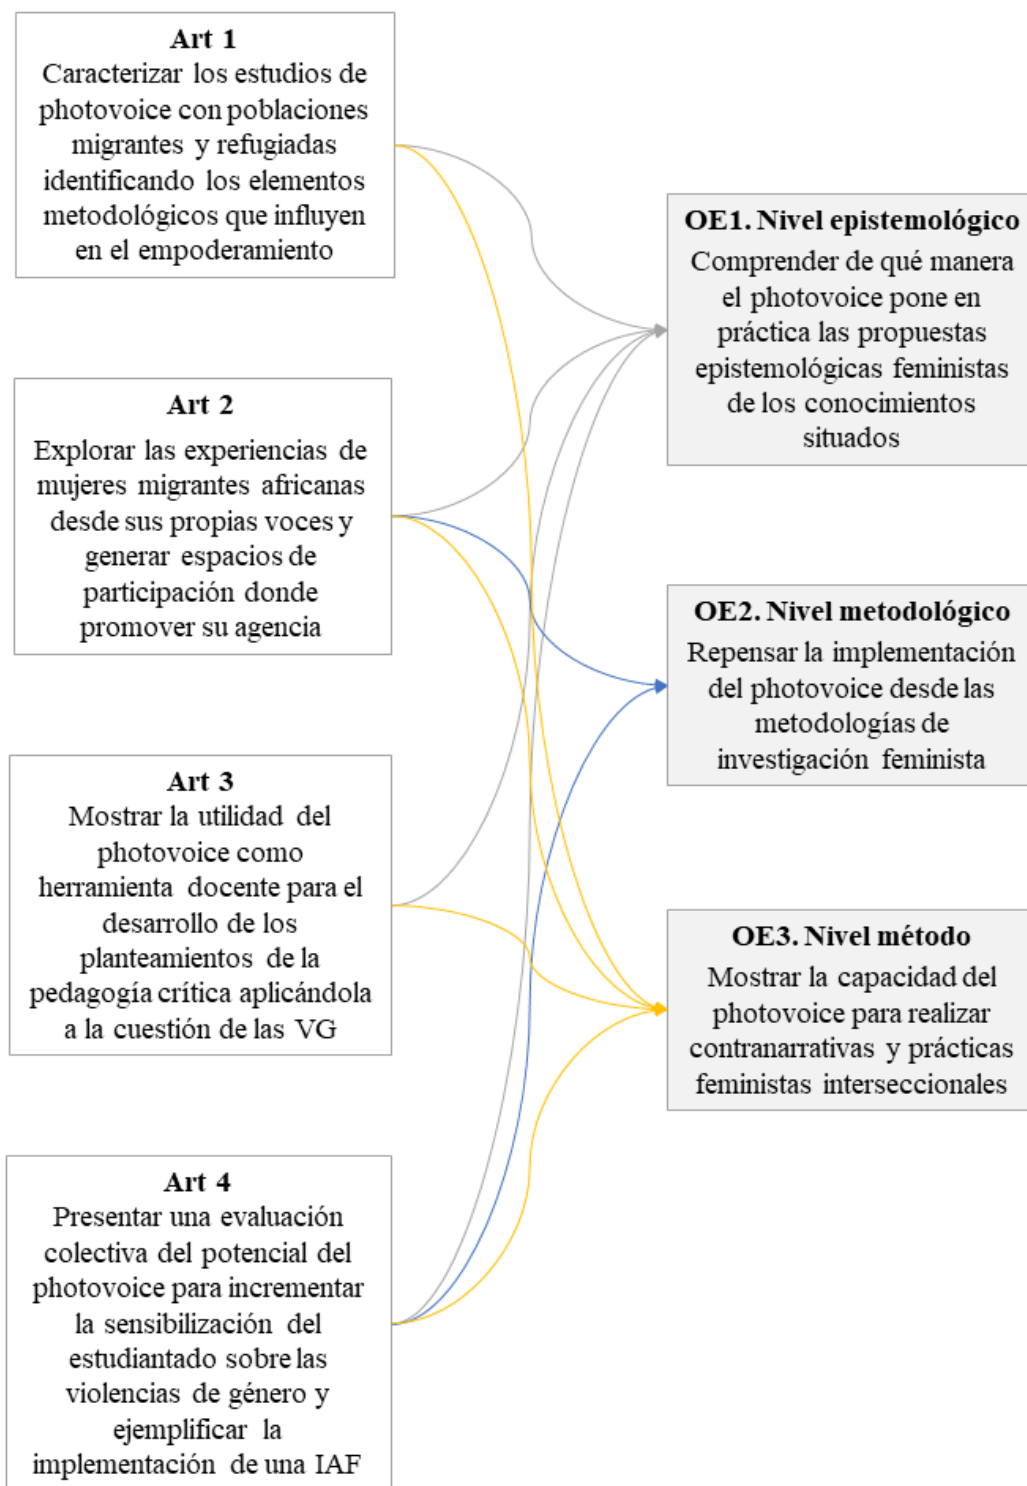 Art 1
Caracterizar los estudios de
photovoice con poblaciones
migrantes y refugiadas
identificando los elementos
metodológicos que influyen
en el empoderamiento
Art 2
Explorar las experiencias de
mujeres migrantes africanas
desde sus propias voces y
generar espacios de
participación donde
promover su agencia
Art 3
Mostrar la utilidad del
photovoice como
herramienta docente para el
desarrollo de los
planteamientos de la
pedagogía crítica aplicándola
a la cuestión de las VG
Art 4
Presentar una evaluación
colectiva del potencial del
photovoice para incrementar
la sensibilización del
estudiantado sobre las
violencias de género y
ejemplificar la
implementación de una IAF
OE1. Nivel epistemológico
Comprender de qué manera
el photovoice pone en
práctica las propuestas
epistemológicas feministas
de los conocimientos
situados
OE2. Nivel metodológico
Repensar la implementación
del photovoice desde las
metodologías de
investigación feminista
OE3. Nivel método
Mostrar la capacidad del
photovoice para realizar
contranarrativas y prácticas
feministas interseccionales